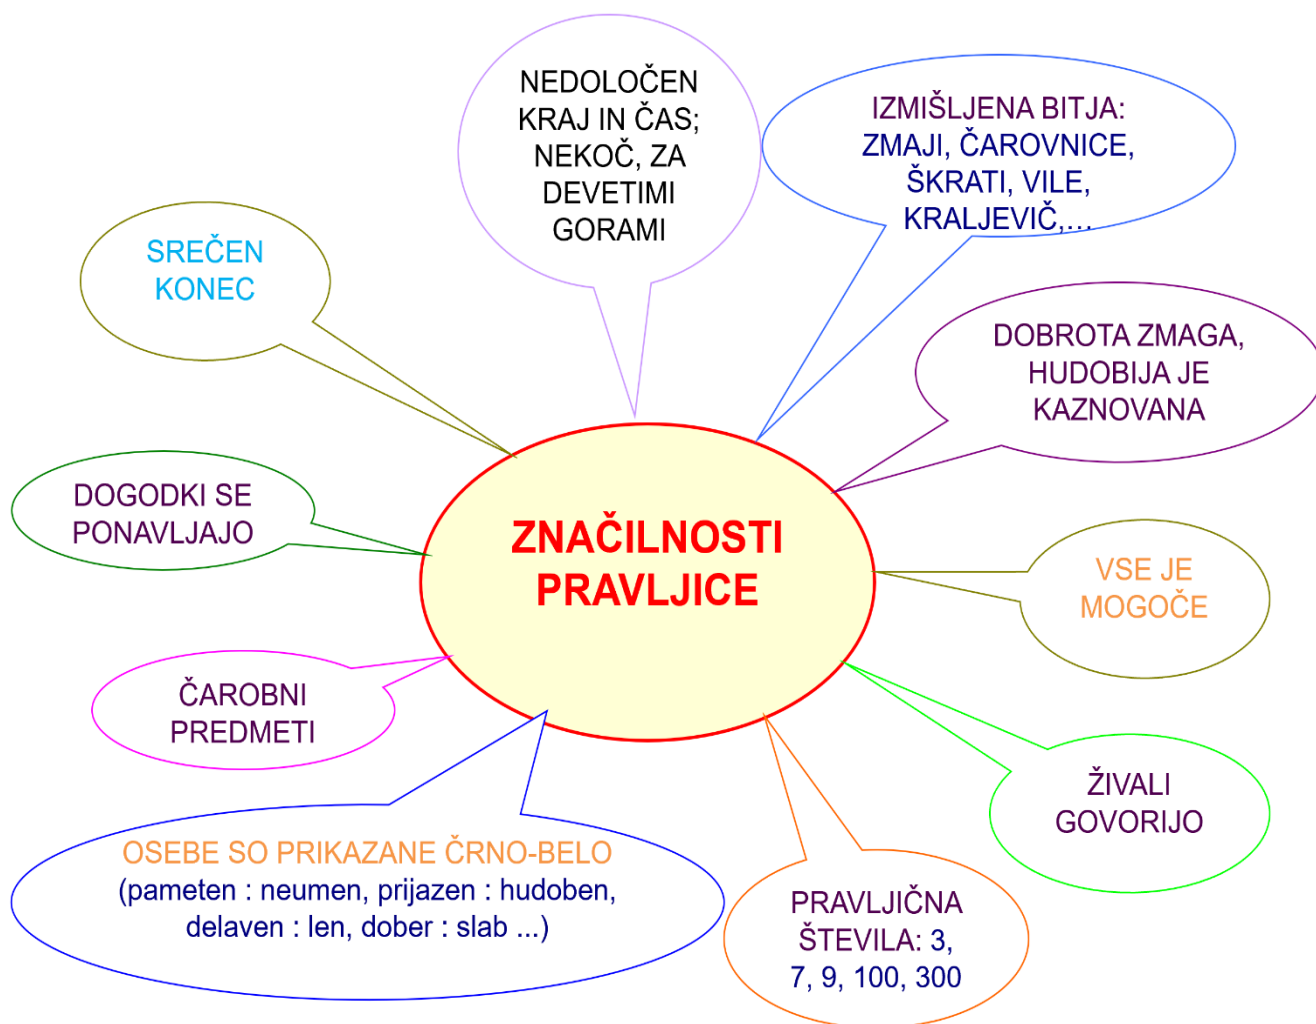 NEDOLOČEN
KRAJ IN ČAS;
NEKOČ, ZA
DEVETIMI
GORAMI
IZMIŠLJENA BITJA:
ZMAJI, ČAROVNICE,
ŠKRATI, VILE,
KRALJEVIČ,...
SREČEN
KONEC
DOBROTA ZMAGA,
HUDOBIJA JE
KAZNOVANA
DOGODKI SE
PONAVLJAJO
ZNAČILNOSTI
PRAVLJICE
VSE JE
MOGOČE
ČAROBNI
PREDMETI
ŽIVALI
GOVORIJO
OSEBE SO PRIKAZANE ČRNO-BELO
(pameten : neumen, prijazen : hudoben,
delaven : len, dober : slab ...)
PRAVLJIČNA
ŠTEVILA: 3,
7, 9, 100, 300